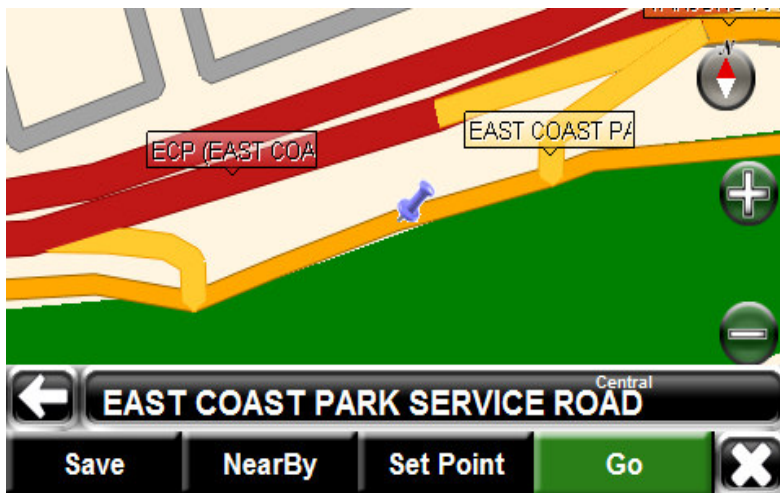 N
EAST COAST PA
ECP (EAST COA
Central
EAST COAST PARK SERVICE ROAD
Save NearBy Set Point Go